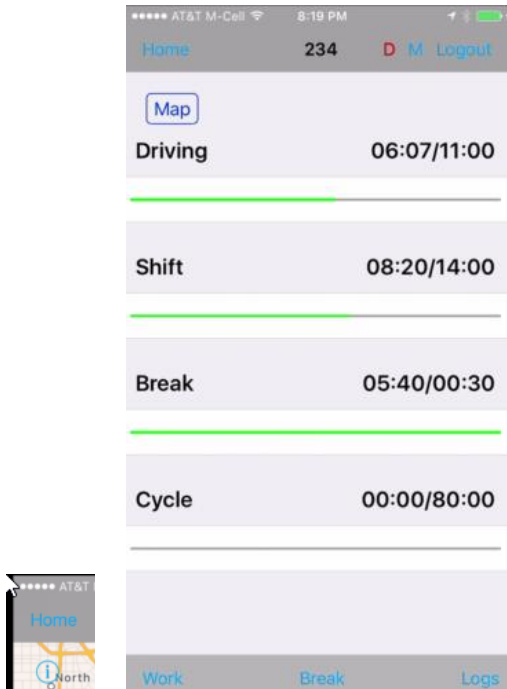 AT&T M-Cell 8:19 PM
Home 234 D M Logout
Map
Driving 06:07/11:00
Shift 08:20/14:00
Break 05:40/00:30
Cycle 00:00/80:00
Work Break Logs
AT&T
Home
i North